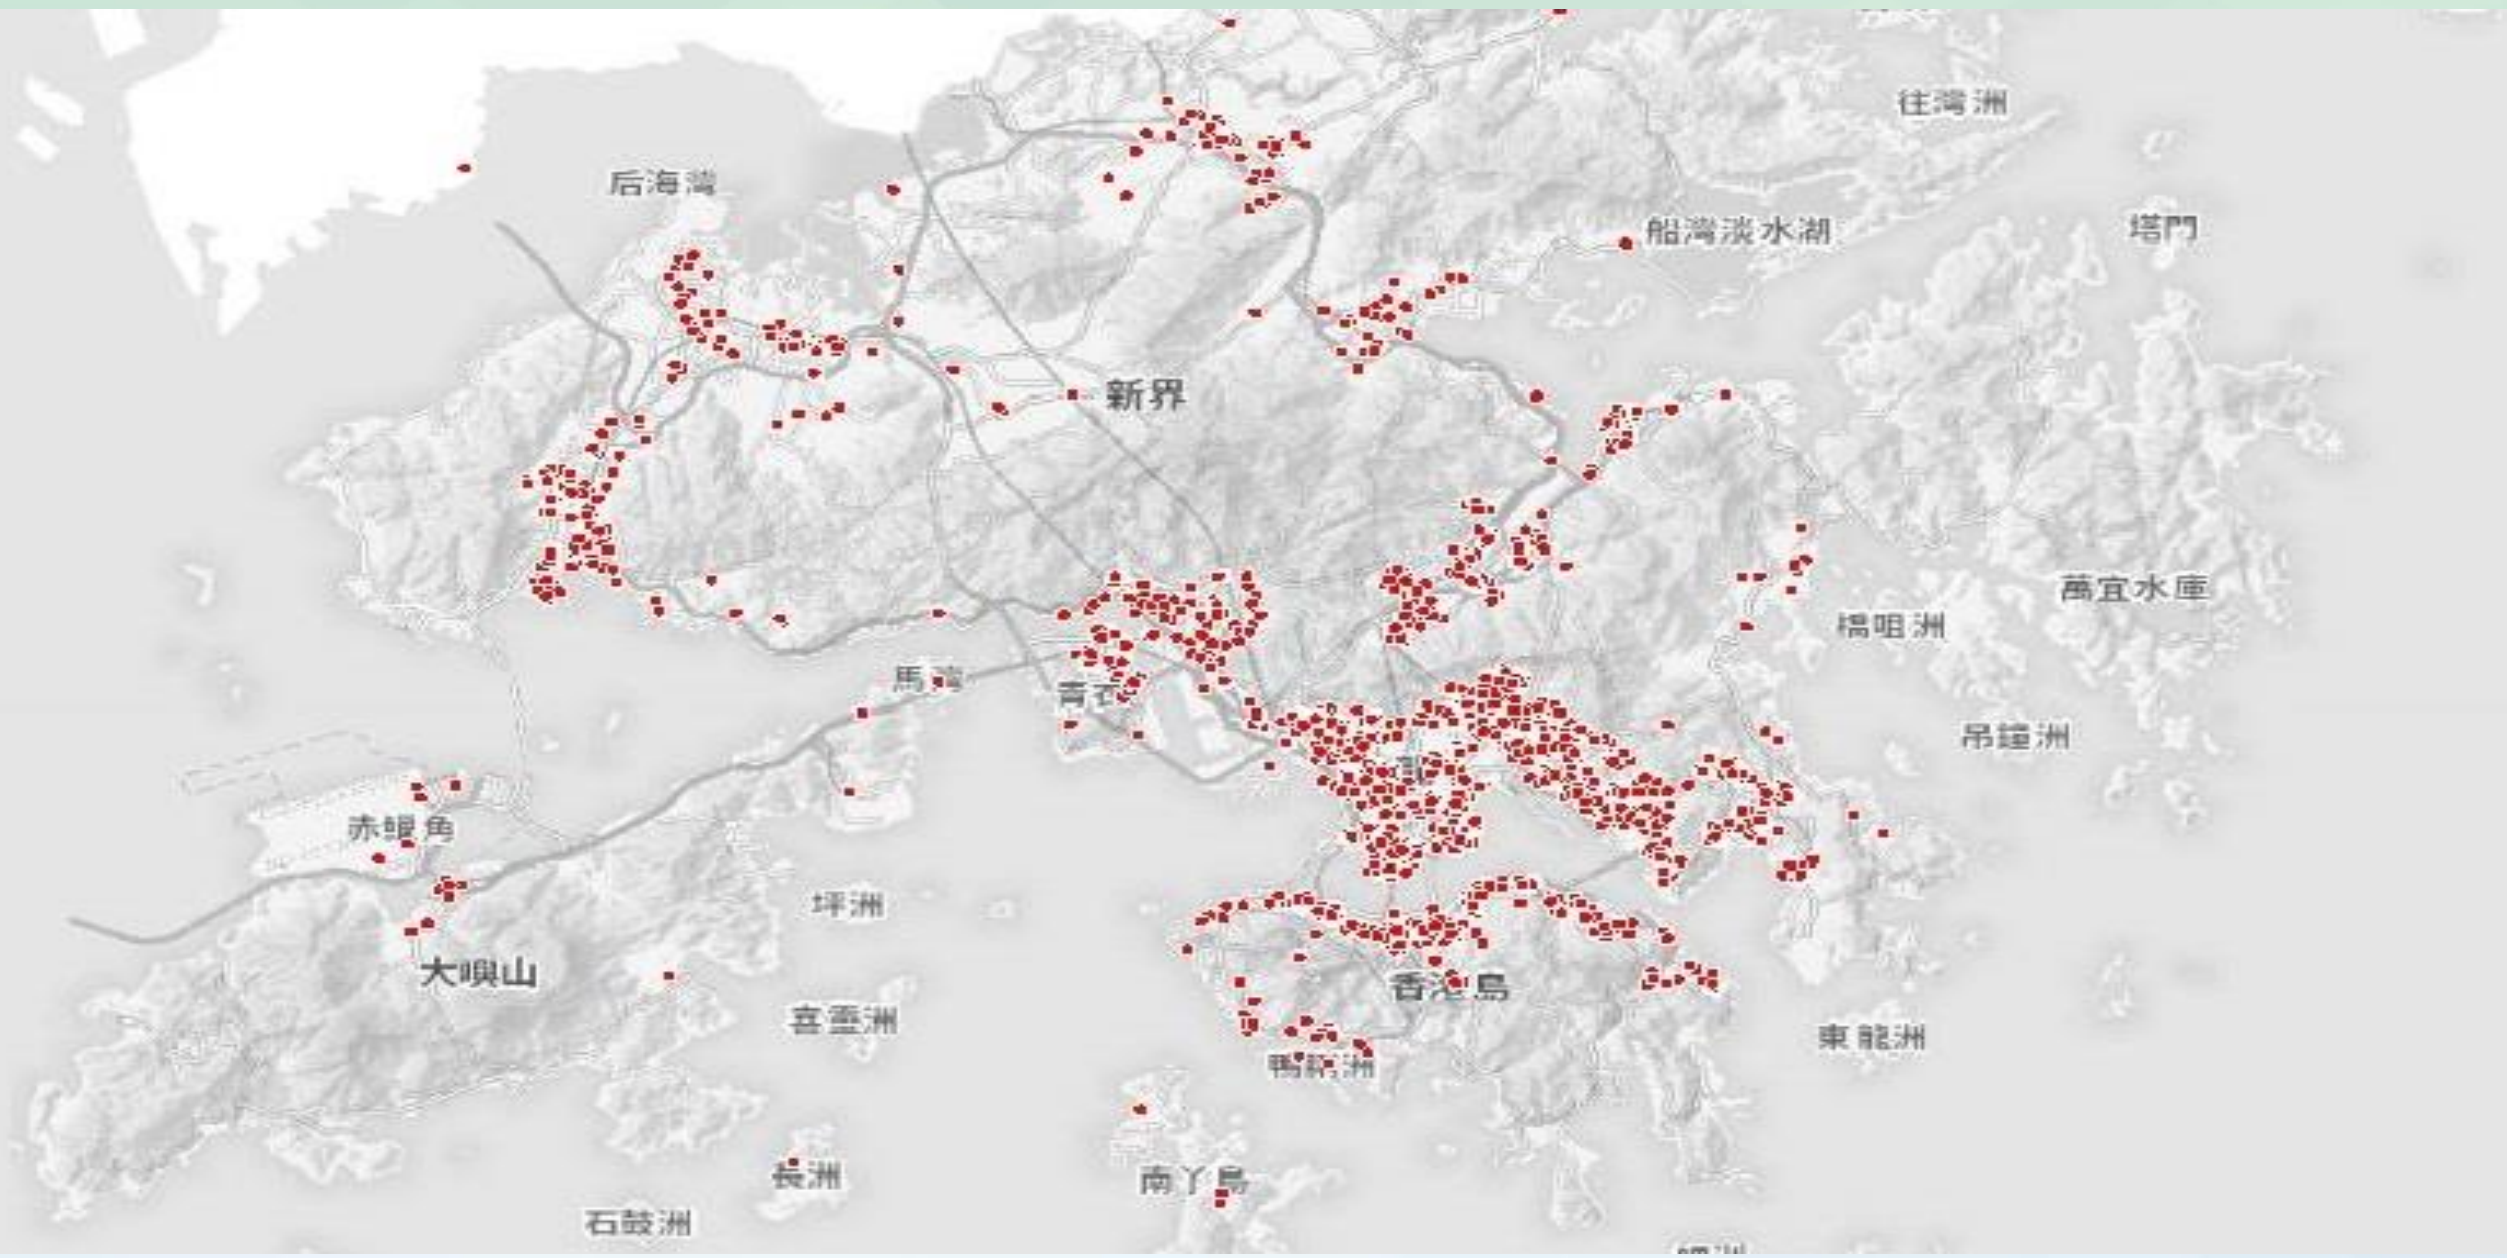 往灣洲
后海灣
船灣淡水湖
塔門
新界
萬宜水庫
橋咀洲
馬灣
青衣
吊鐘洲
赤鱲角
坪洲
大嶼山
香港島
喜靈洲
東龍洲
鴨脷洲
長洲
南丫島
石鼓洲